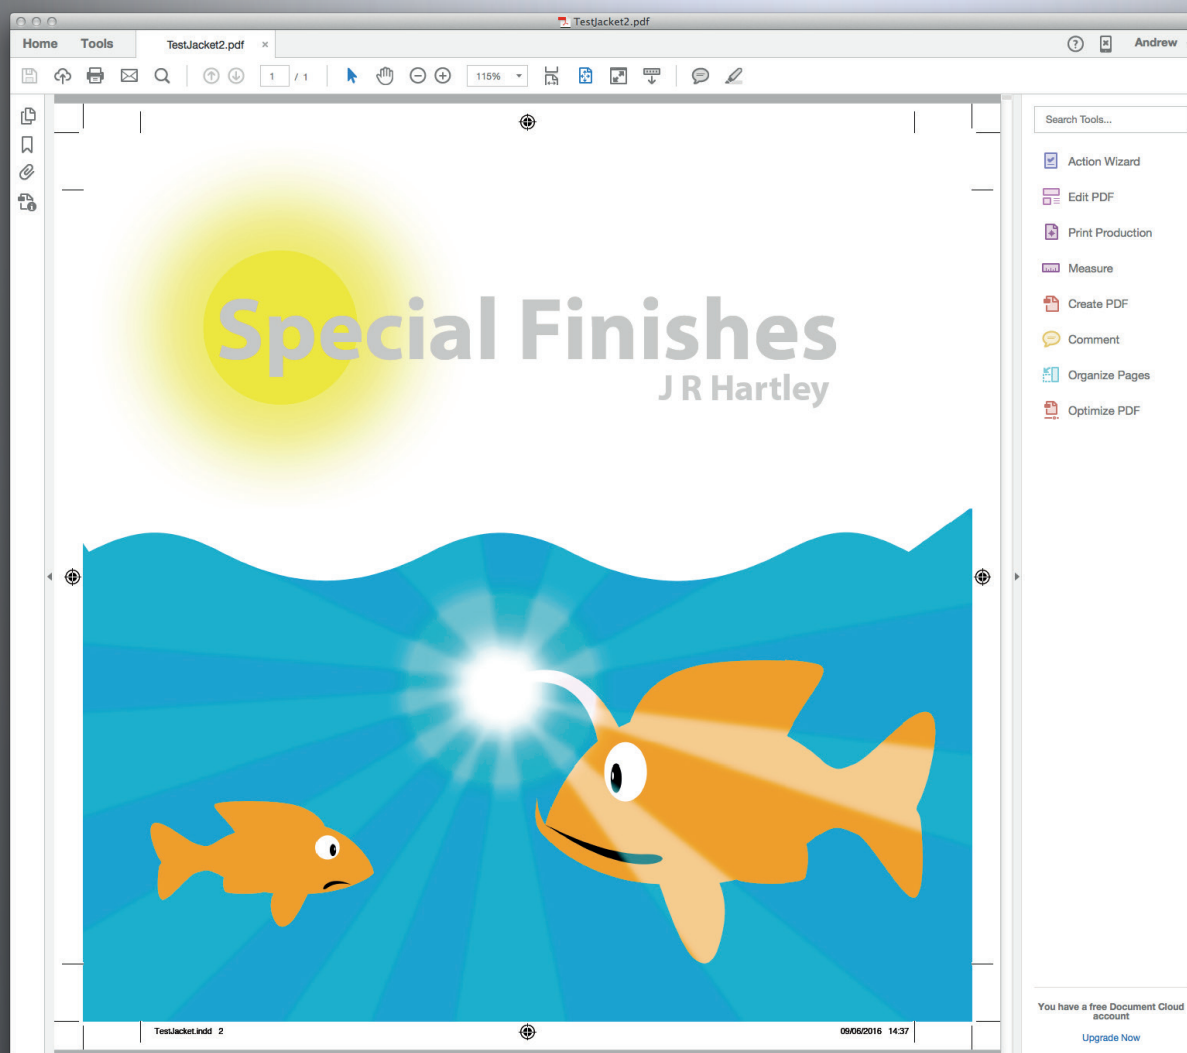 TestJacket2.pdf
Home Tools TestJacket2.pdf × ? Andrew
1 / 1 115%
Search Tools...
Action Wizard
Edit PDF
Print Production
Measure
Create PDF
Comment
Organize Pages
Optimize PDF
Special Finishes
J R Hartley
TestJacket.indd 2 09/06/2016 14:37
You have a free Document Cloud
account
Upgrade Now